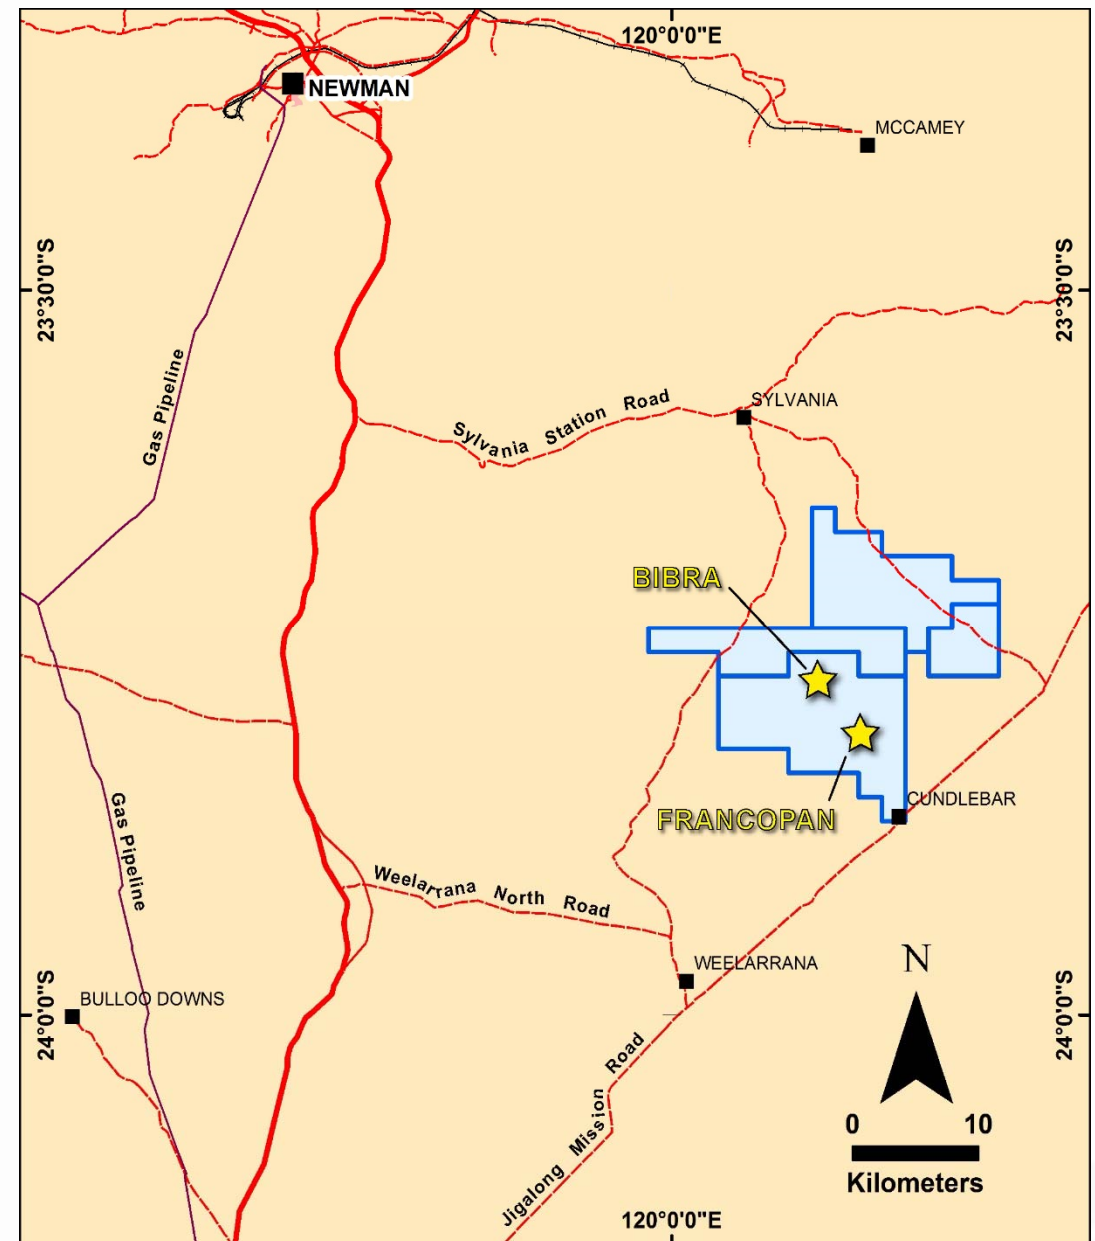 120°0'0"E
NEWMAN
MCCAMEY
23°30'0"S
23°30'0"S
Gas Pipeline
Sylvania Station Road
SYLVANIA
BIBRA
FRANCOPAN
CUNDLEBAR
Gas Pipeline
Weelarrana North Road
WEELARRANA
N
BULLOO DOWNS
24°0'0"S
24°0'0"S
Jigalong Mission Road
0 10
Kilometers
120°0'0"E